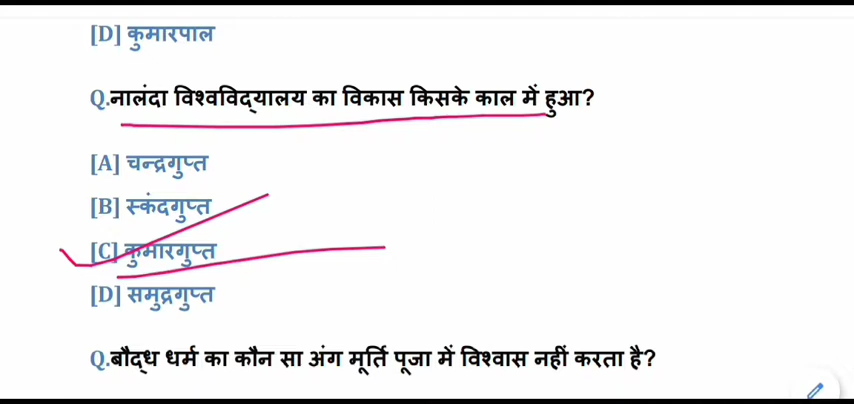 [D] कुमारपाल
Q.नालंदा विश्वविद्यालय का विकास किसके काल में हुआ?
[A] चन्द्रगुप्त
[B] स्कंदगुप्त
[C] कुमारगुप्त
[D] समुद्रगुप्त
Q.बौद्ध धर्म का कौन सा अंग मूर्ति पूजा में विश्वास नहीं करता है?